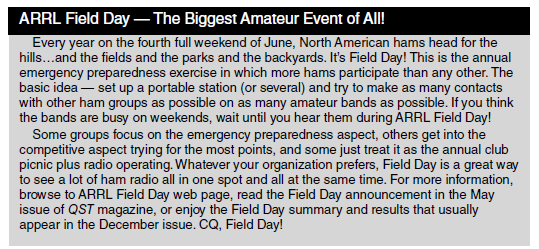 ARRL Field Day — The Biggest Amateur Event of All!
Every year on the fourth full weekend of June, North American hams head for the
hills…and the fields and the parks and the backyards. It’s Field Day! This is the annual
emergency preparedness exercise in which more hams participate than any other. The
basic idea — set up a portable station (or several) and try to make as many contacts
with other ham groups as possible on as many amateur bands as possible. If you think
the bands are busy on weekends, wait until you hear them during ARRL Field Day!
Some groups focus on the emergency preparedness aspect, others get into the
competitive aspect trying for the most points, and some just treat it as the annual club
picnic plus radio operating. Whatever your organization prefers, Field Day is a great way
to see a lot of ham radio all in one spot and all at the same time. For more information,
browse to ARRL Field Day web page, read the Field Day announcement in the May
issue of QST magazine, or enjoy the Field Day summary and results that usually
appear in the December issue. CQ, Field Day!